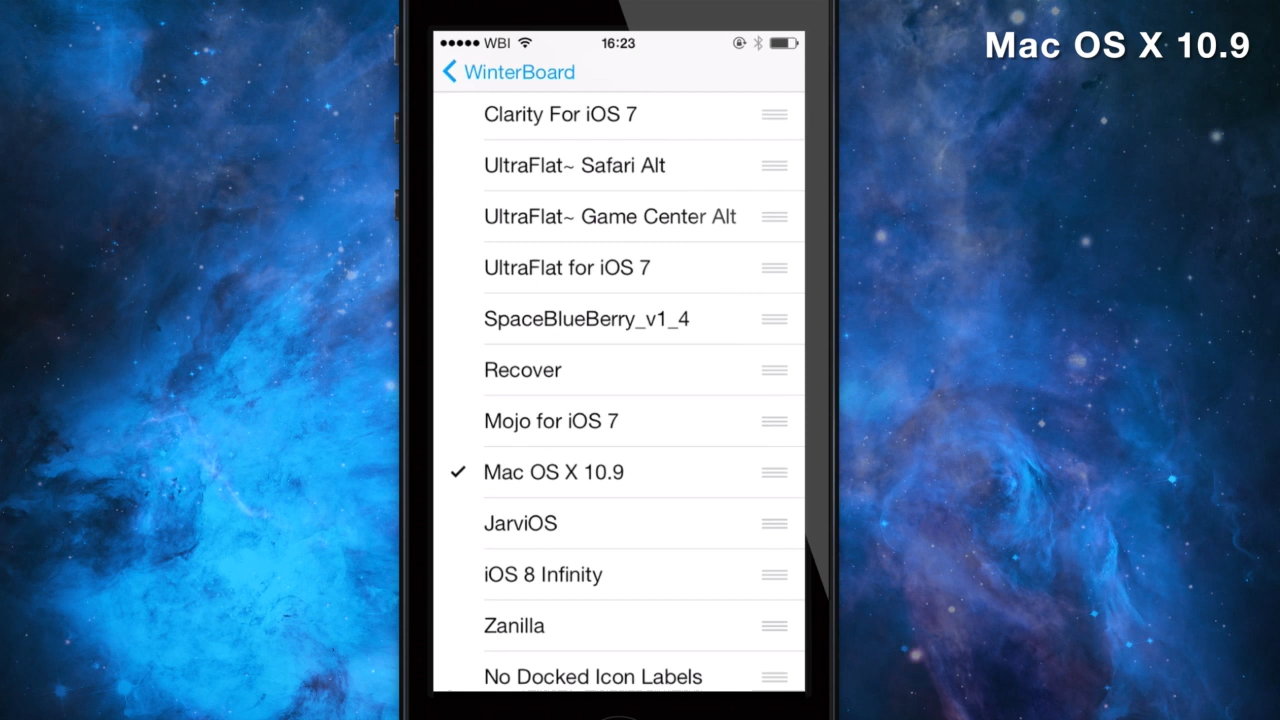 Mac OS X 10.9
WBI 16:23
WinterBoard
Clarity For iOS 7
UltraFlat~ Safari Alt
UltraFlat~ Game Center Alt
UltraFlat for iOS 7
SpaceBlueBerry_v1_4
Recover
Mojo for iOS 7
Mac OS X 10.9
JarviOS
iOS 8 Infinity
Zanilla
No Docked Icon Labels